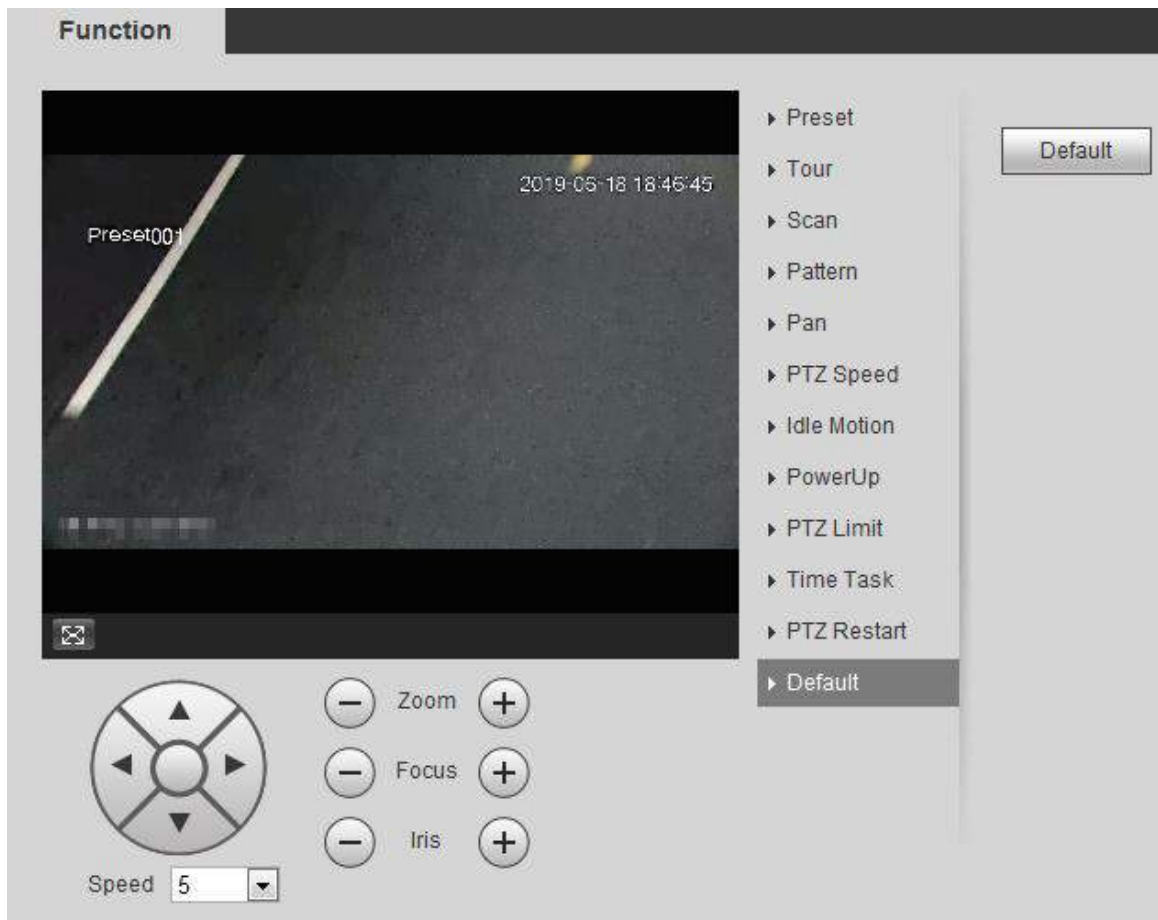 Function
2019-06-18 18:46:45
Preset001
Preset
Tour
Scan
Pattern
Pan
PTZ Speed
Idle Motion
PowerUp
PTZ Limit
Time Task
PTZ Restart
Default
Default
Zoom
Focus
Iris
Speed 5